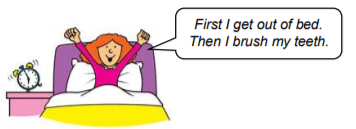 First I get out of bed.
Then I brush my teeth.